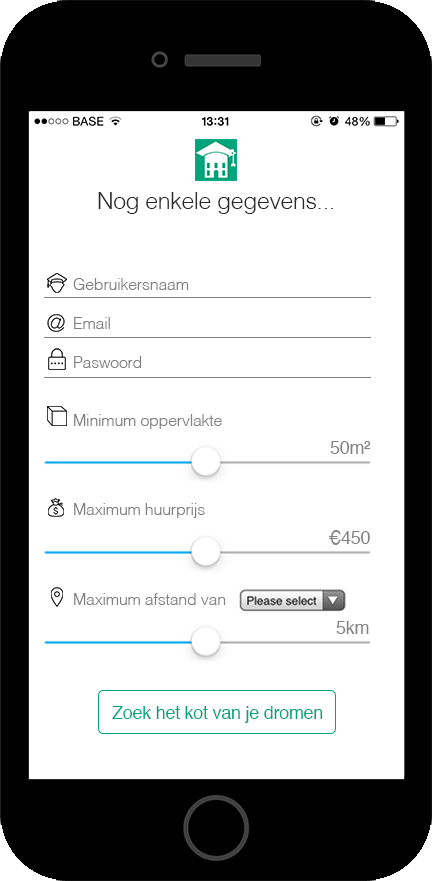 BASE 13:31 48%
Nog enkele gegevens...
Gebruikersnaam
@ Email
Paswoord
Minimum oppervlakte
50m²
Maximum huurprijs
€450
Maximum afstand van Please select
5km
Zoek het kot van je dromen